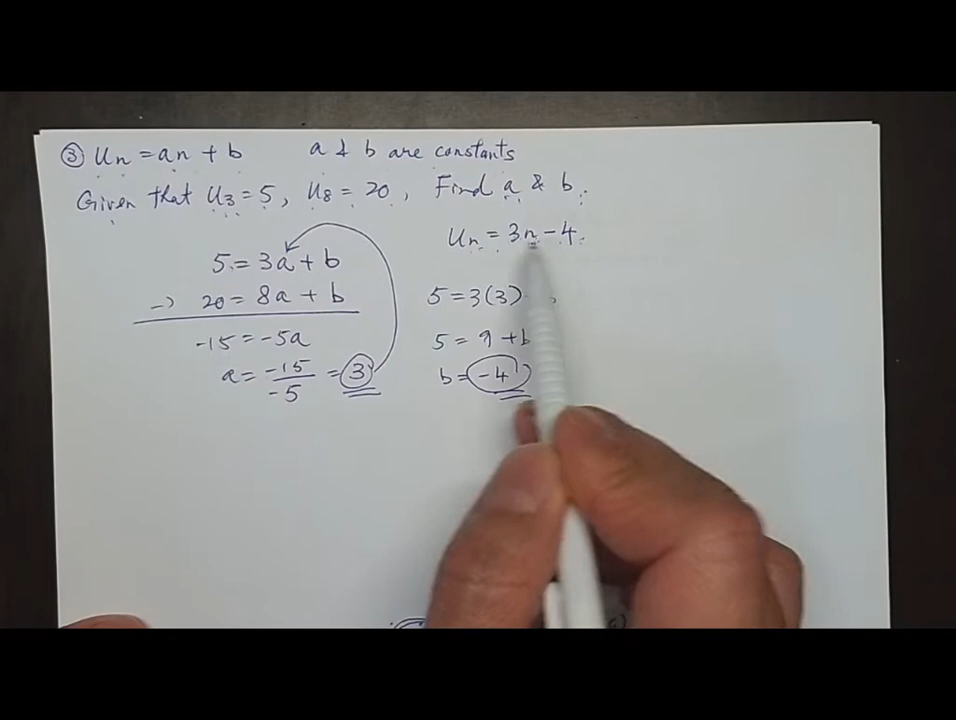 ③ Un = an + b a & b are constants
Given that U3 = 5, U8 = 20, Find a & b.
Un = 3n - 4
5 = 3a + b
-) 20 = 8a + b
-15 = -5a
a = -15/-5 = 3
5 = 3(3)
5 = 9 + b
b = -4